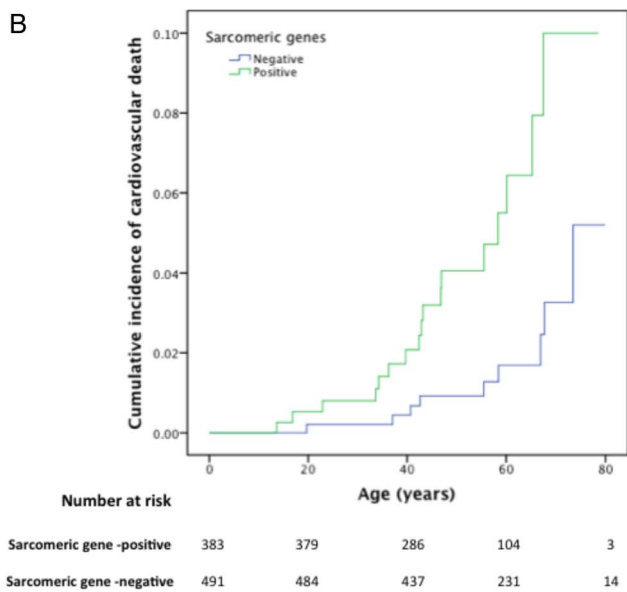 B
Cumulative incidence of cardiovascular death
Sarcomeric genes
Negative
Positive
0.10
0.08
0.06
0.04
0.02
0.00
0 20 40 60 80
Age (years)
Number at risk
Sarcomeric gene -positive 383 379 286 104 3
Sarcomeric gene -negative 491 484 437 231 14